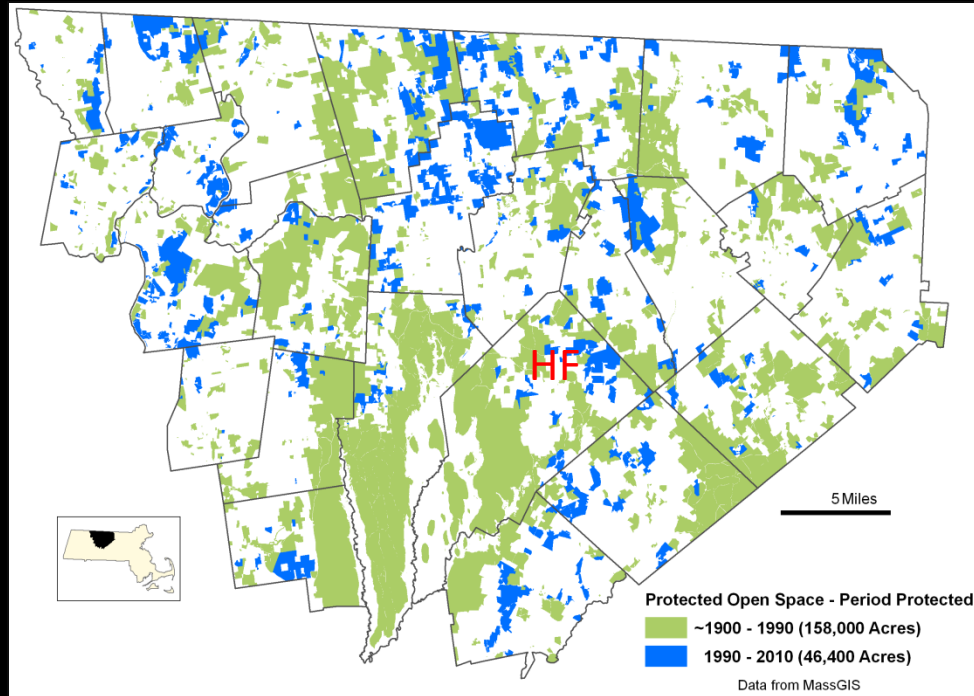 HF
5 Miles
Protected Open Space - Period Protected
~1900 - 1990 (158,000 Acres)
1990 - 2010 (46,400 Acres)
Data from MassGIS